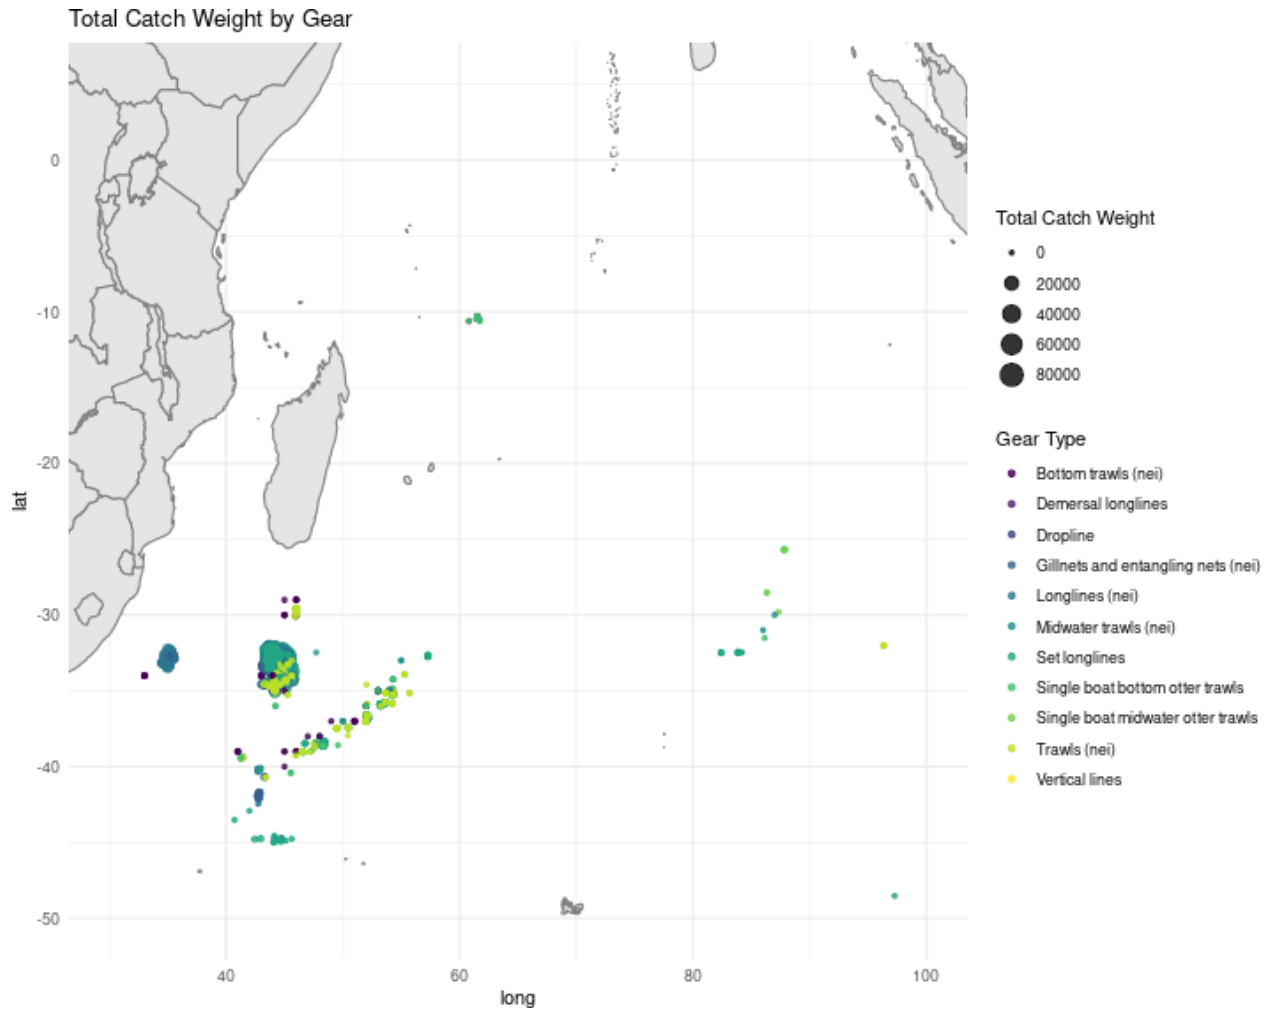 Total Catch Weight by Gear
0
-10
-20
-30
-40
-50
lat
40
60
80
100
long
Total Catch Weight
0
20000
40000
60000
80000
Gear Type
Bottom trawls (nei)
Demersal longlines
Dropline
Gillnets and entangling nets (nei)
Longlines (nei)
Midwater trawls (nei)
Set longlines
Single boat bottom otter trawls
Single boat midwater otter trawls
Trawls (nei)
Vertical lines